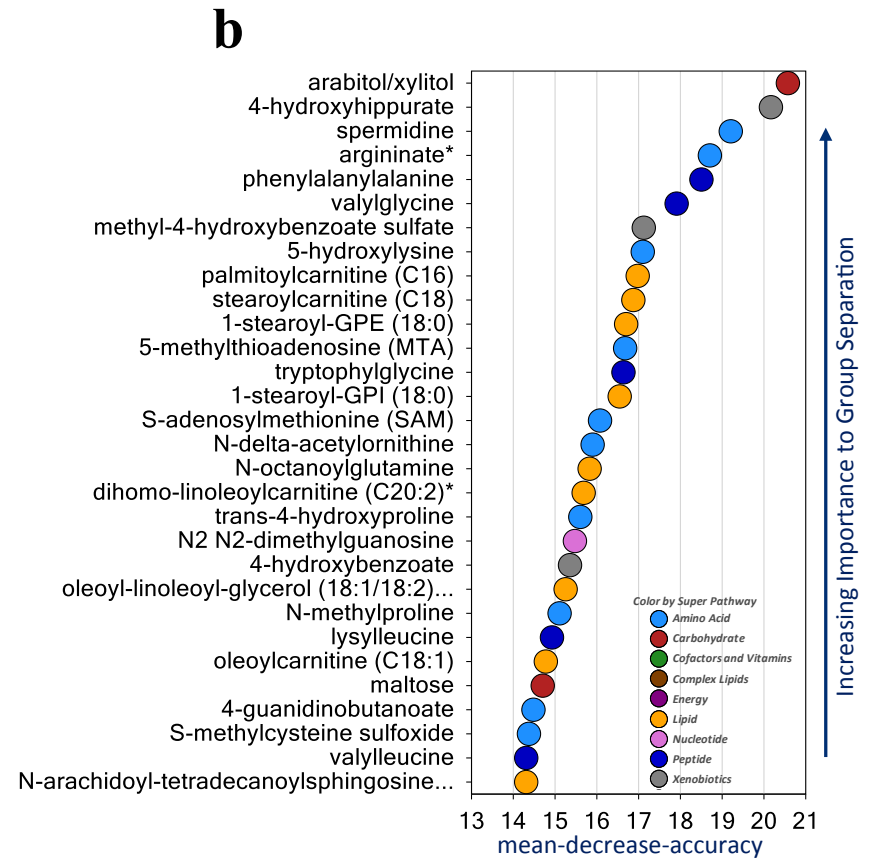 b
arabitol/xylitol
4-hydroxyhippurate
spermidine
argininate*
phenylalanylalanine
valylglycine
methyl-4-hydroxybenzoate sulfate
5-hydroxylysine
palmitoylcarnitine (C16)
stearoylcarnitine (C18)
1-stearoyl-GPE (18:0)
5-methylthioadenosine (MTA)
tryptophylglycine
1-stearoyl-GPI (18:0)
S-adenosylmethionine (SAM)
N-delta-acetylornithine
N-octanoylglutamine
dihomo-linoleoylcarnitine (C20:2)*
trans-4-hydroxyproline
N2 N2-dimethylguanosine
4-hydroxybenzoate
oleoyl-linoleoyl-glycerol (18:1/18:2)...
N-methylproline
lysylleucine
oleoylcarnitine (C18:1)
maltose
4-guanidinobutanoate
S-methylcysteine sulfoxide
valylleucine
N-arachidoyl-tetradecanoylsphingosine...
Color by Super Pathway
Amino Acid
Carbohydrate
Cofactors and Vitamins
Complex Lipids
Energy
Lipid
Nucleotide
Peptide
Xenobiotics
Increasing Importance to Group Separation
13 14 15 16 17 18 19 20 21
mean-decrease-accuracy